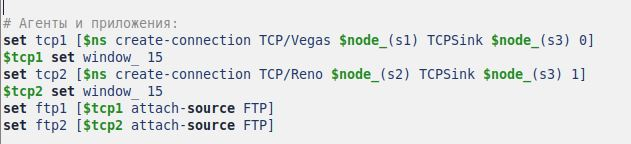 # Агенты и приложения:
set tcp1 [$ns create-connection TCP/Vegas $node_(s1) TCPSink $node_(s3) 0]
$tcp1 set window_ 15
set tcp2 [$ns create-connection TCP/Reno $node_(s2) TCPSink $node_(s3) 1]
$tcp2 set window_ 15
set ftp1 [$tcp1 attach-source FTP]
set ftp2 [$tcp2 attach-source FTP]